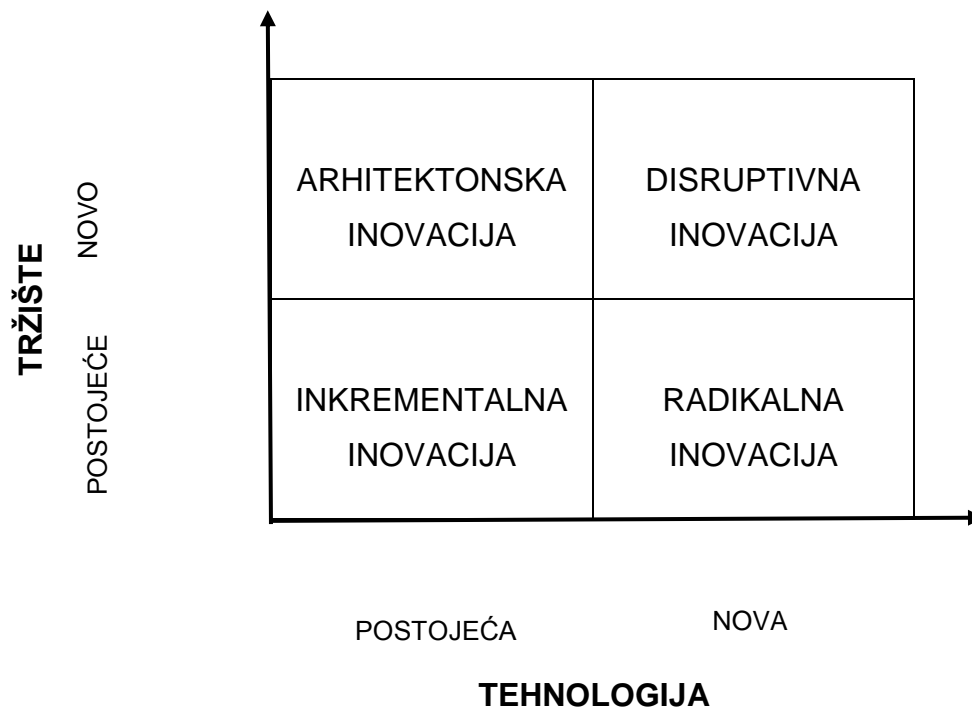 TRŽIŠTE
NOVO
POSTOJEĆE
ARHITEKTONSKA
INOVACIJA
DISRUPTIVNA
INOVACIJA
INKREMENTALNA
INOVACIJA
RADIKALNA
INOVACIJA
POSTOJEĆA
NOVA
TEHNOLOGIJA